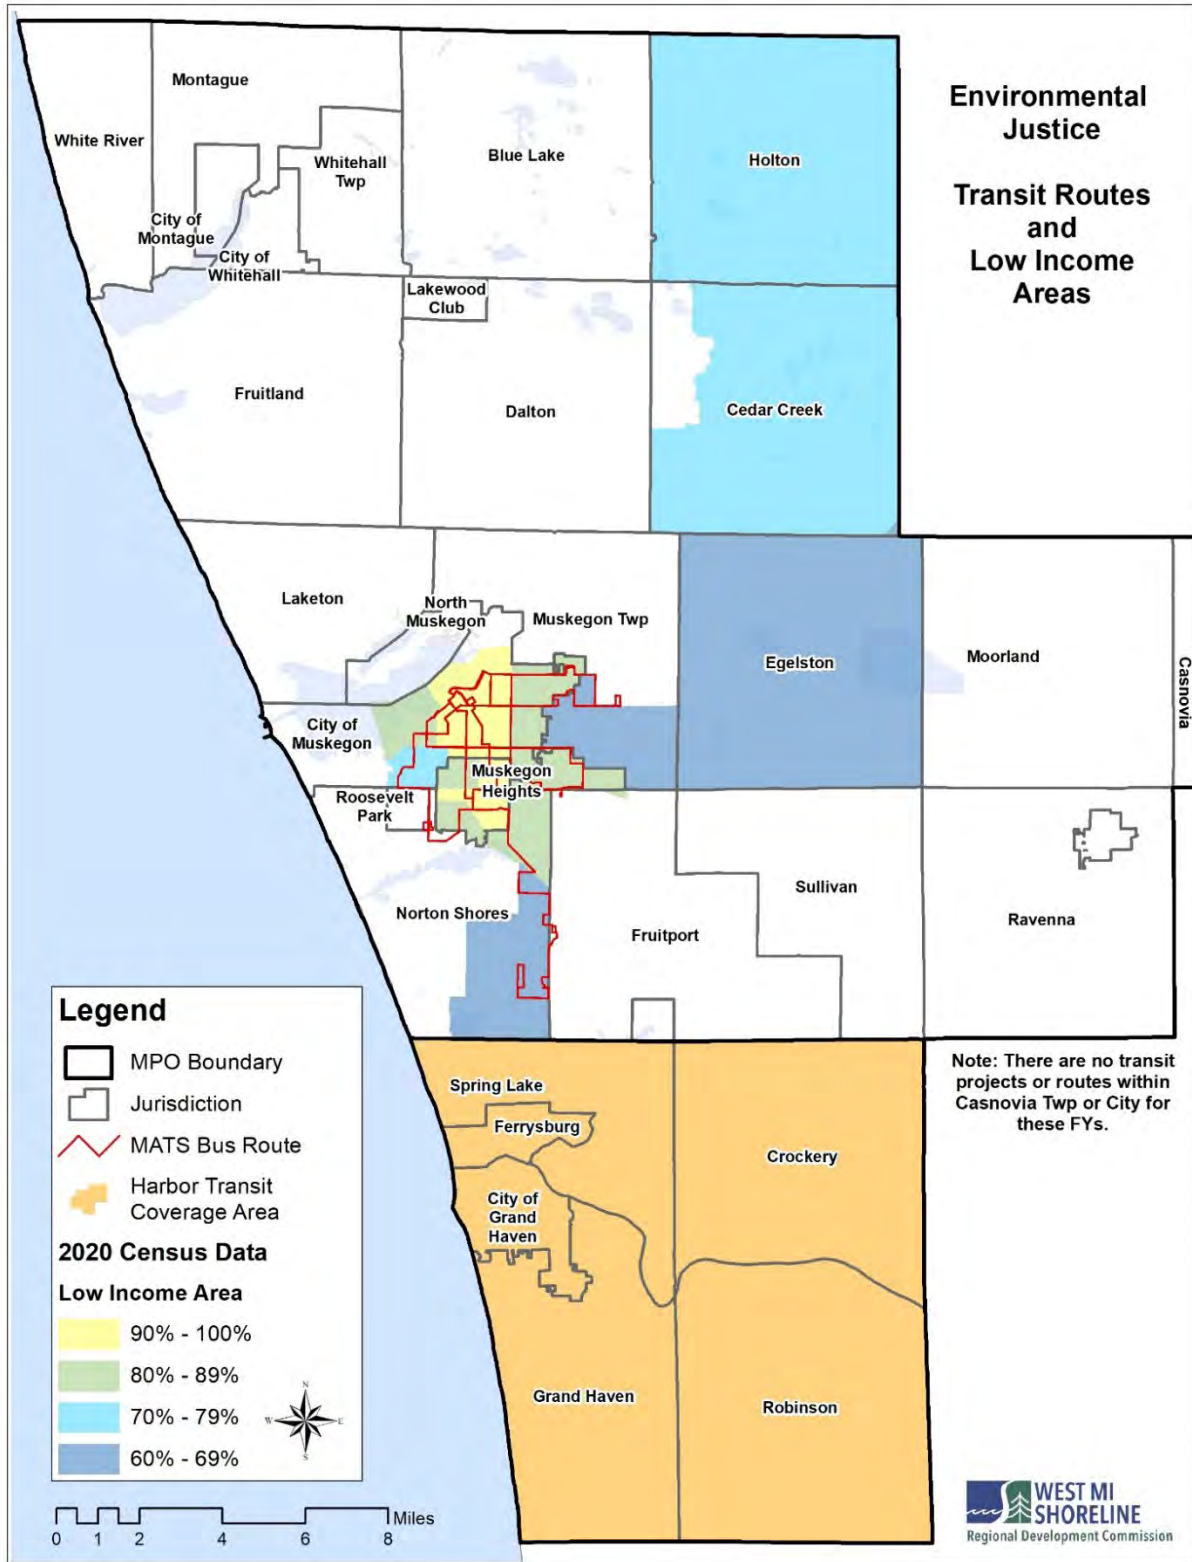 Environmental
Justice
Transit Routes
and
Low Income
Areas
Montague
White River
Whitehall
Twp
Blue Lake
Holton
City of
Montague
City of
Whitehall
Lakewood
Club
Fruitland
Dalton
Cedar Creek
Laketon
North
Muskegon
Muskegon Twp
Egelston
Moorland
Casnovia
City of
Muskegon
Muskegon
Heights
Roosevelt
Park
Norton Shores
Fruitport
Sullivan
Ravenna
Legend
MPO Boundary
Jurisdiction
MATS Bus Route
Harbor Transit
Coverage Area
2020 Census Data
Low Income Area
90% - 100%
80% - 89%
70% - 79%
60% - 69%
N
W
E
S
0 1 2 4 6 8 Miles
Spring Lake
Ferrysburg
Crockery
City of
Grand
Haven
Grand Haven
Robinson
Note: There are no transit
projects or routes within
Casnovia Twp or City for
these FYs.
WEST MI
SHORELINE
Regional Development Commission